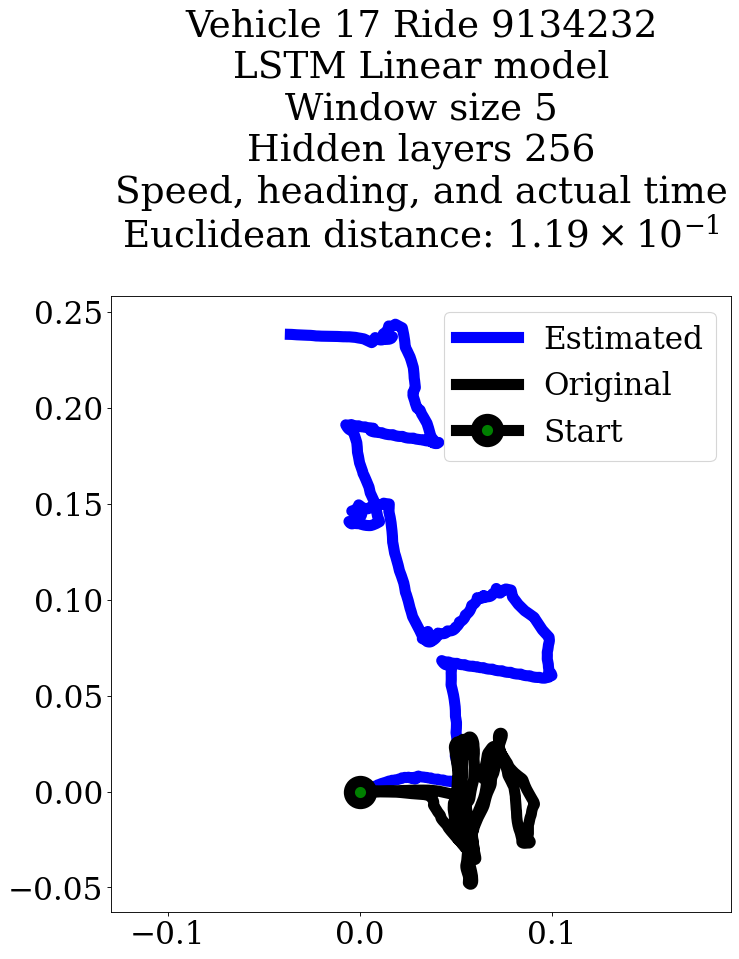 Vehicle 17 Ride 9134232
LSTM Linear model
Window size 5
Hidden layers 256
Speed, heading, and actual time
Euclidean distance: 1.19 × 10⁻¹
Estimated
Original
Start
0.25
0.20
0.15
0.10
0.05
0.00
−0.05
−0.1
0.0
0.1